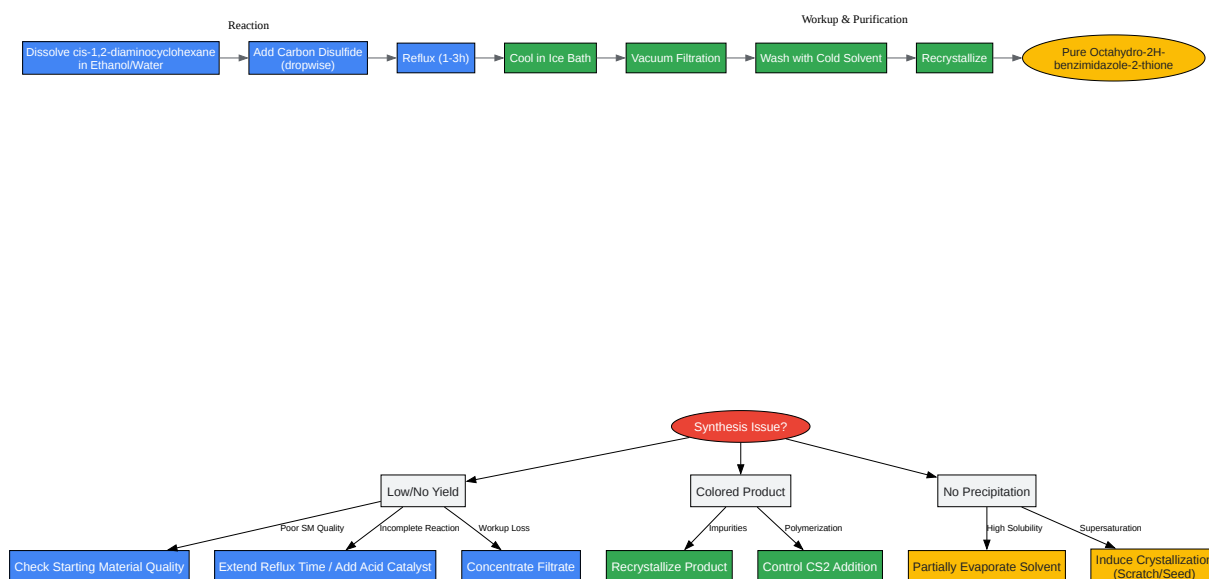 Reaction
Workup & Purification
Dissolve cis-1,2-diaminocyclohexane
in Ethanol/Water
Add Carbon Disulfide
(dropwise)
Reflux (1-3h)
Cool in Ice Bath
Vacuum Filtration
Wash with Cold Solvent
Recrystallize
Pure Octahydro-2H-
benzimidazole-2-thione
Synthesis Issue?
Low/No Yield
Colored Product
No Precipitation
Poor SM Quality
Incomplete Reaction
Workup Loss
Impurities
Polymerization
High Solubility
Supersaturation
Check Starting Material Quality
Extend Reflux Time / Add Acid Catalyst
Concentrate Filtrate
Recrystallize Product
Control CS2 Addition
Partially Evaporate Solvent
Induce Crystallization
(Scratch/Seed)